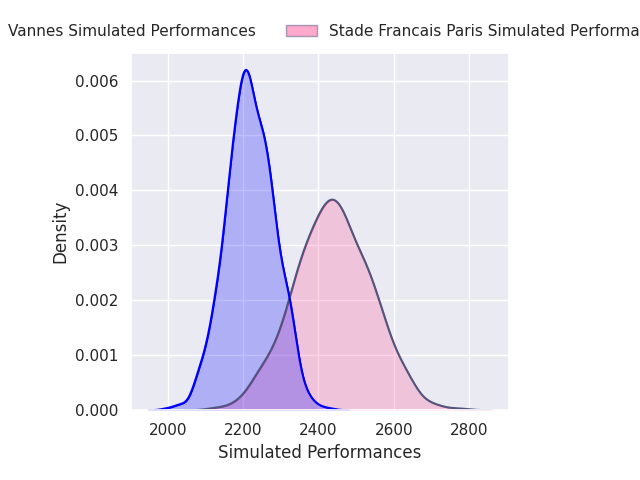 Vannes Simulated Performances Stade Francais Paris Simulated Performa
0.006
0.005
0.004
0.003
0.002
0.001
0.000
Density
2000 2200 2400 2600 2800
Simulated Performances